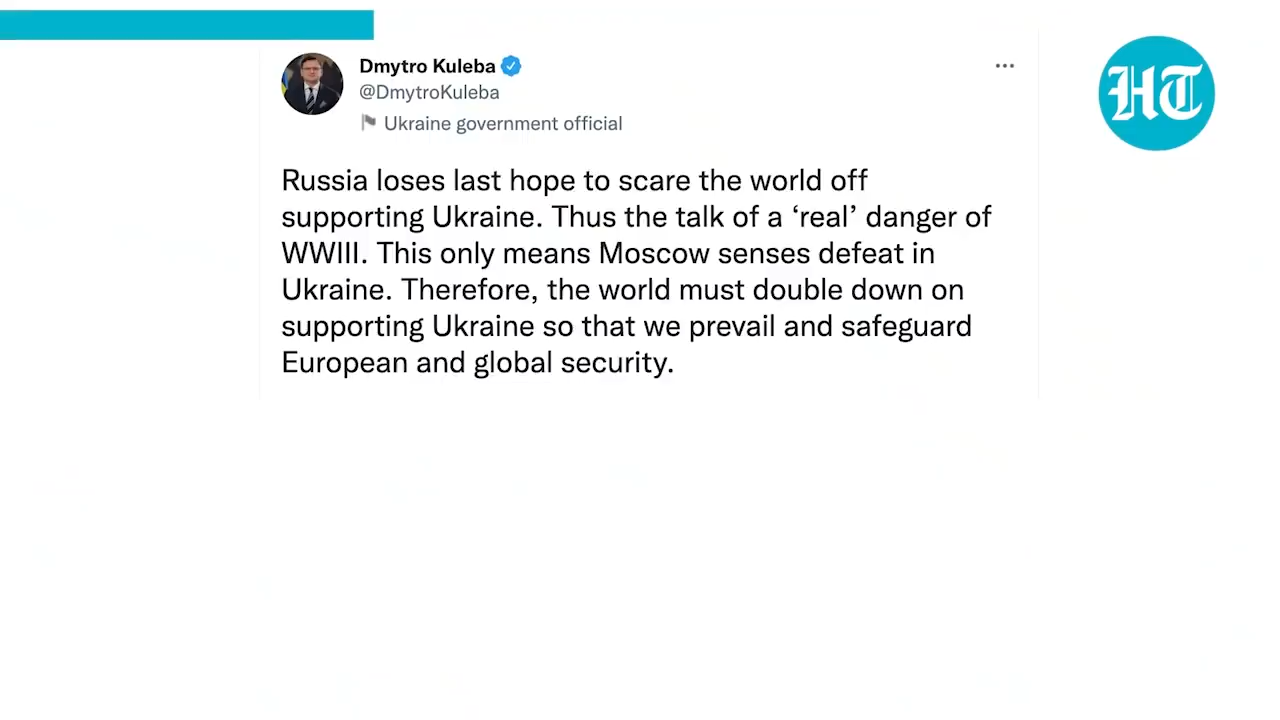 Dmytro Kuleba
@DmytroKuleba
Ukraine government official
HT
Russia loses last hope to scare the world off
supporting Ukraine. Thus the talk of a ‘real’ danger of
WWIII. This only means Moscow senses defeat in
Ukraine. Therefore, the world must double down on
supporting Ukraine so that we prevail and safeguard
European and global security.